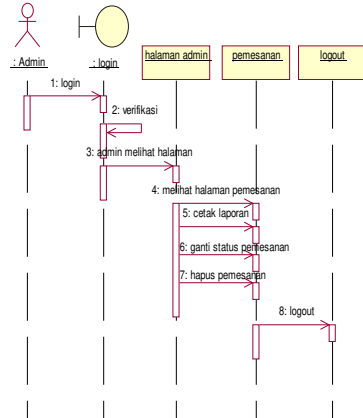 halaman admin
pemesanan
logout
: Admin
: login
1: login
2: verifikasi
3: admin melihat halaman
4: melihat halaman pemesanan
5: cetak laporan
6: ganti status pemesanan
7: hapus pemesanan
8: logout